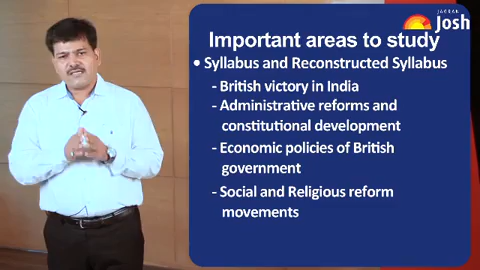 JAGRAN
Josh
Important areas to study
• Syllabus and Reconstructed Syllabus
- British victory in India
- Administrative reforms and
constitutional development
- Economic policies of British
government
- Social and Religious reform
movements